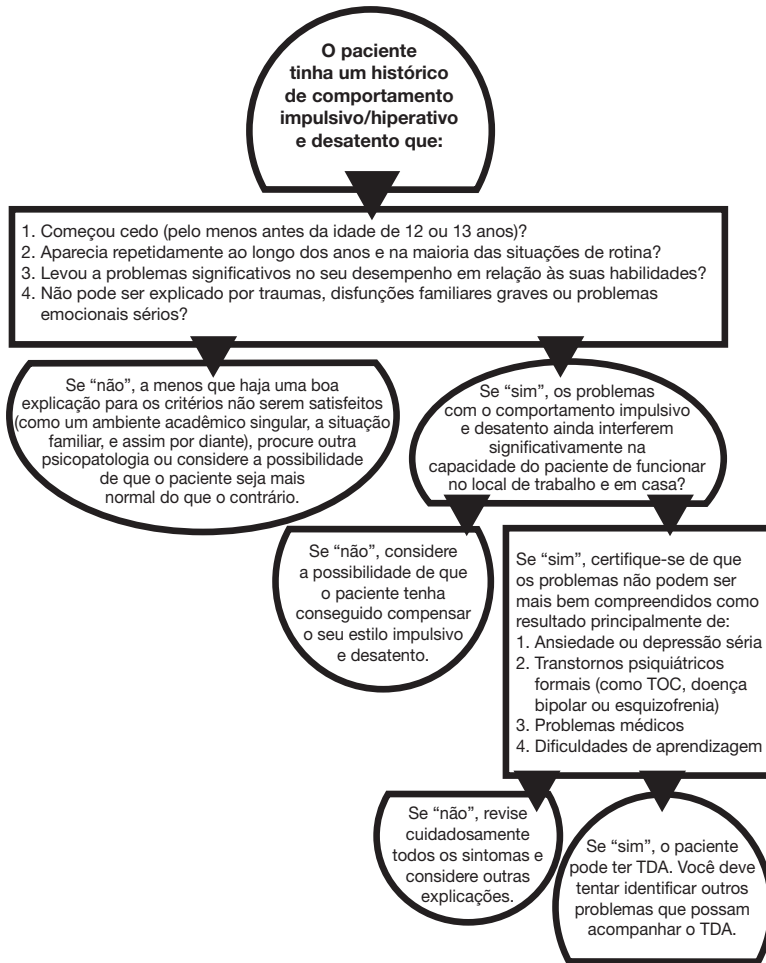 O paciente
tinha um histórico
de comportamento
impulsivo/hiperativo
e desatento que:
1. Começou cedo (pelo menos antes da idade de 12 ou 13 anos)?
2. Aparecia repetidamente ao longo dos anos e na maioria das situações de rotina?
3. Levou a problemas significativos no seu desempenho em relação às suas habilidades?
4. Não pode ser explicado por traumas, disfunções familiares graves ou problemas
emocionais sérios?
Se “não”, a menos que haja uma boa
explicação para os critérios não serem satisfeitos
(como um ambiente acadêmico singular, a situação
familiar, e assim por diante), procure outra
psicopatologia ou considere a possibilidade
de que o paciente seja mais
normal do que o contrário.
Se “sim”, os problemas
com o comportamento impulsivo
e desatento ainda interferem
significativamente na
capacidade do paciente de funcionar
no local de trabalho e em casa?
Se “não”, considere
a possibilidade de que
o paciente tenha
conseguido compensar
o seu estilo impulsivo
e desatento.
Se “sim”, certifique-se de que
os problemas não podem ser
mais bem compreendidos como
resultado principalmente de:
1. Ansiedade ou depressão séria
2. Transtornos psiquiátricos
formais (como TOC, doença
bipolar ou esquizofrenia)
3. Problemas médicos
4. Dificuldades de aprendizagem
Se “não”, revise
cuidadosamente
todos os sintomas e
considere outras
explicações.
Se “sim”, o paciente
pode ter TDA. Você deve
tentar identificar outros
problemas que possam
acompanhar o TDA.